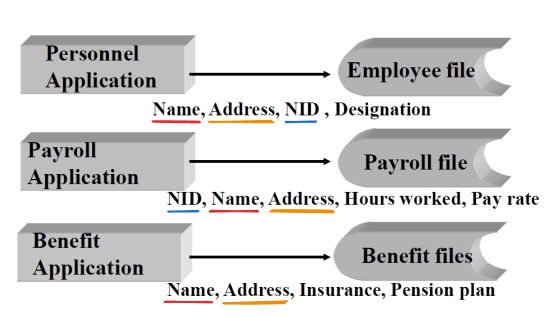 Personnel
Application
Employee file
Name, Address, NID , Designation
Payroll
Application
Payroll file
NID, Name, Address, Hours worked, Pay rate
Benefit
Application
Benefit files
Name, Address, Insurance, Pension plan